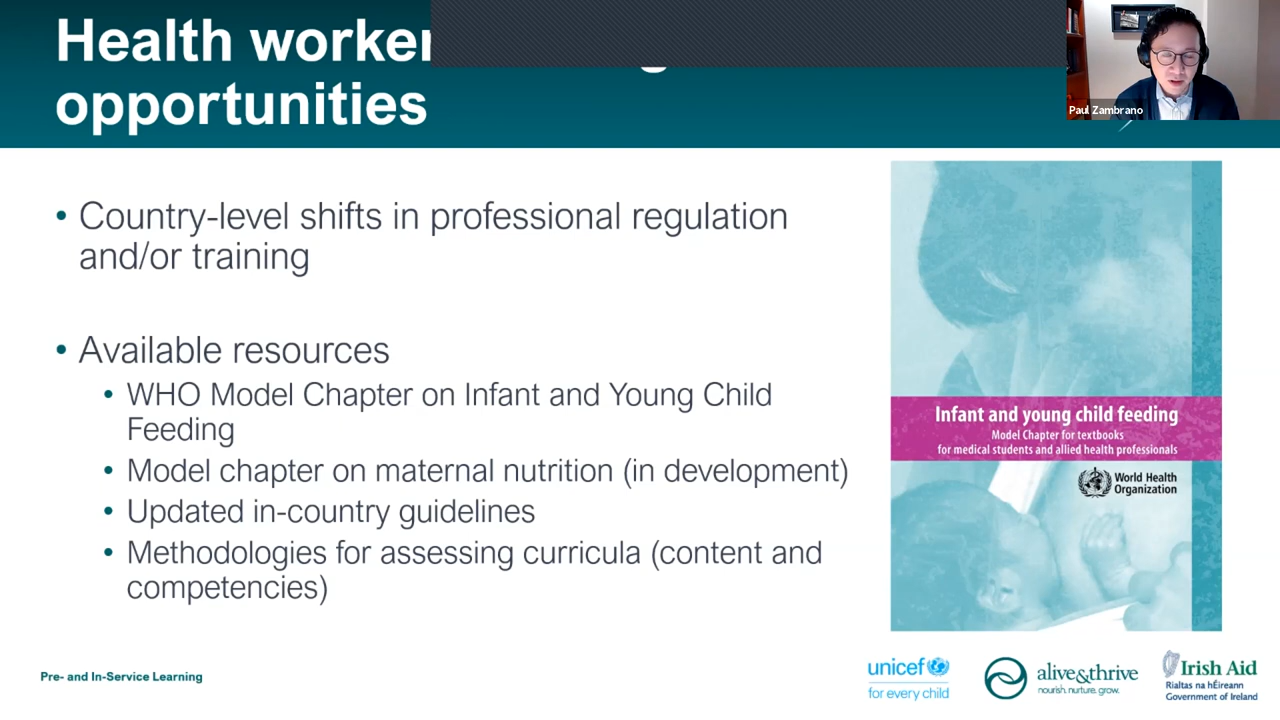 Health worker
opportunities
Paul Zambrano
• Country-level shifts in professional regulation
and/or training
• Available resources
• WHO Model Chapter on Infant and Young Child
Feeding
• Model chapter on maternal nutrition (in development)
• Updated in-country guidelines
• Methodologies for assessing curricula (content and
competencies)
Infant and young child feeding
Model Chapter for textbooks
for medical students and allied health professionals
World Health
Organization
Pre- and In-Service Learning
unicef
for every child
alive&thrive
nourish. nurture. grow.
Irish Aid
Rialtas na hÉireann
Government of Ireland